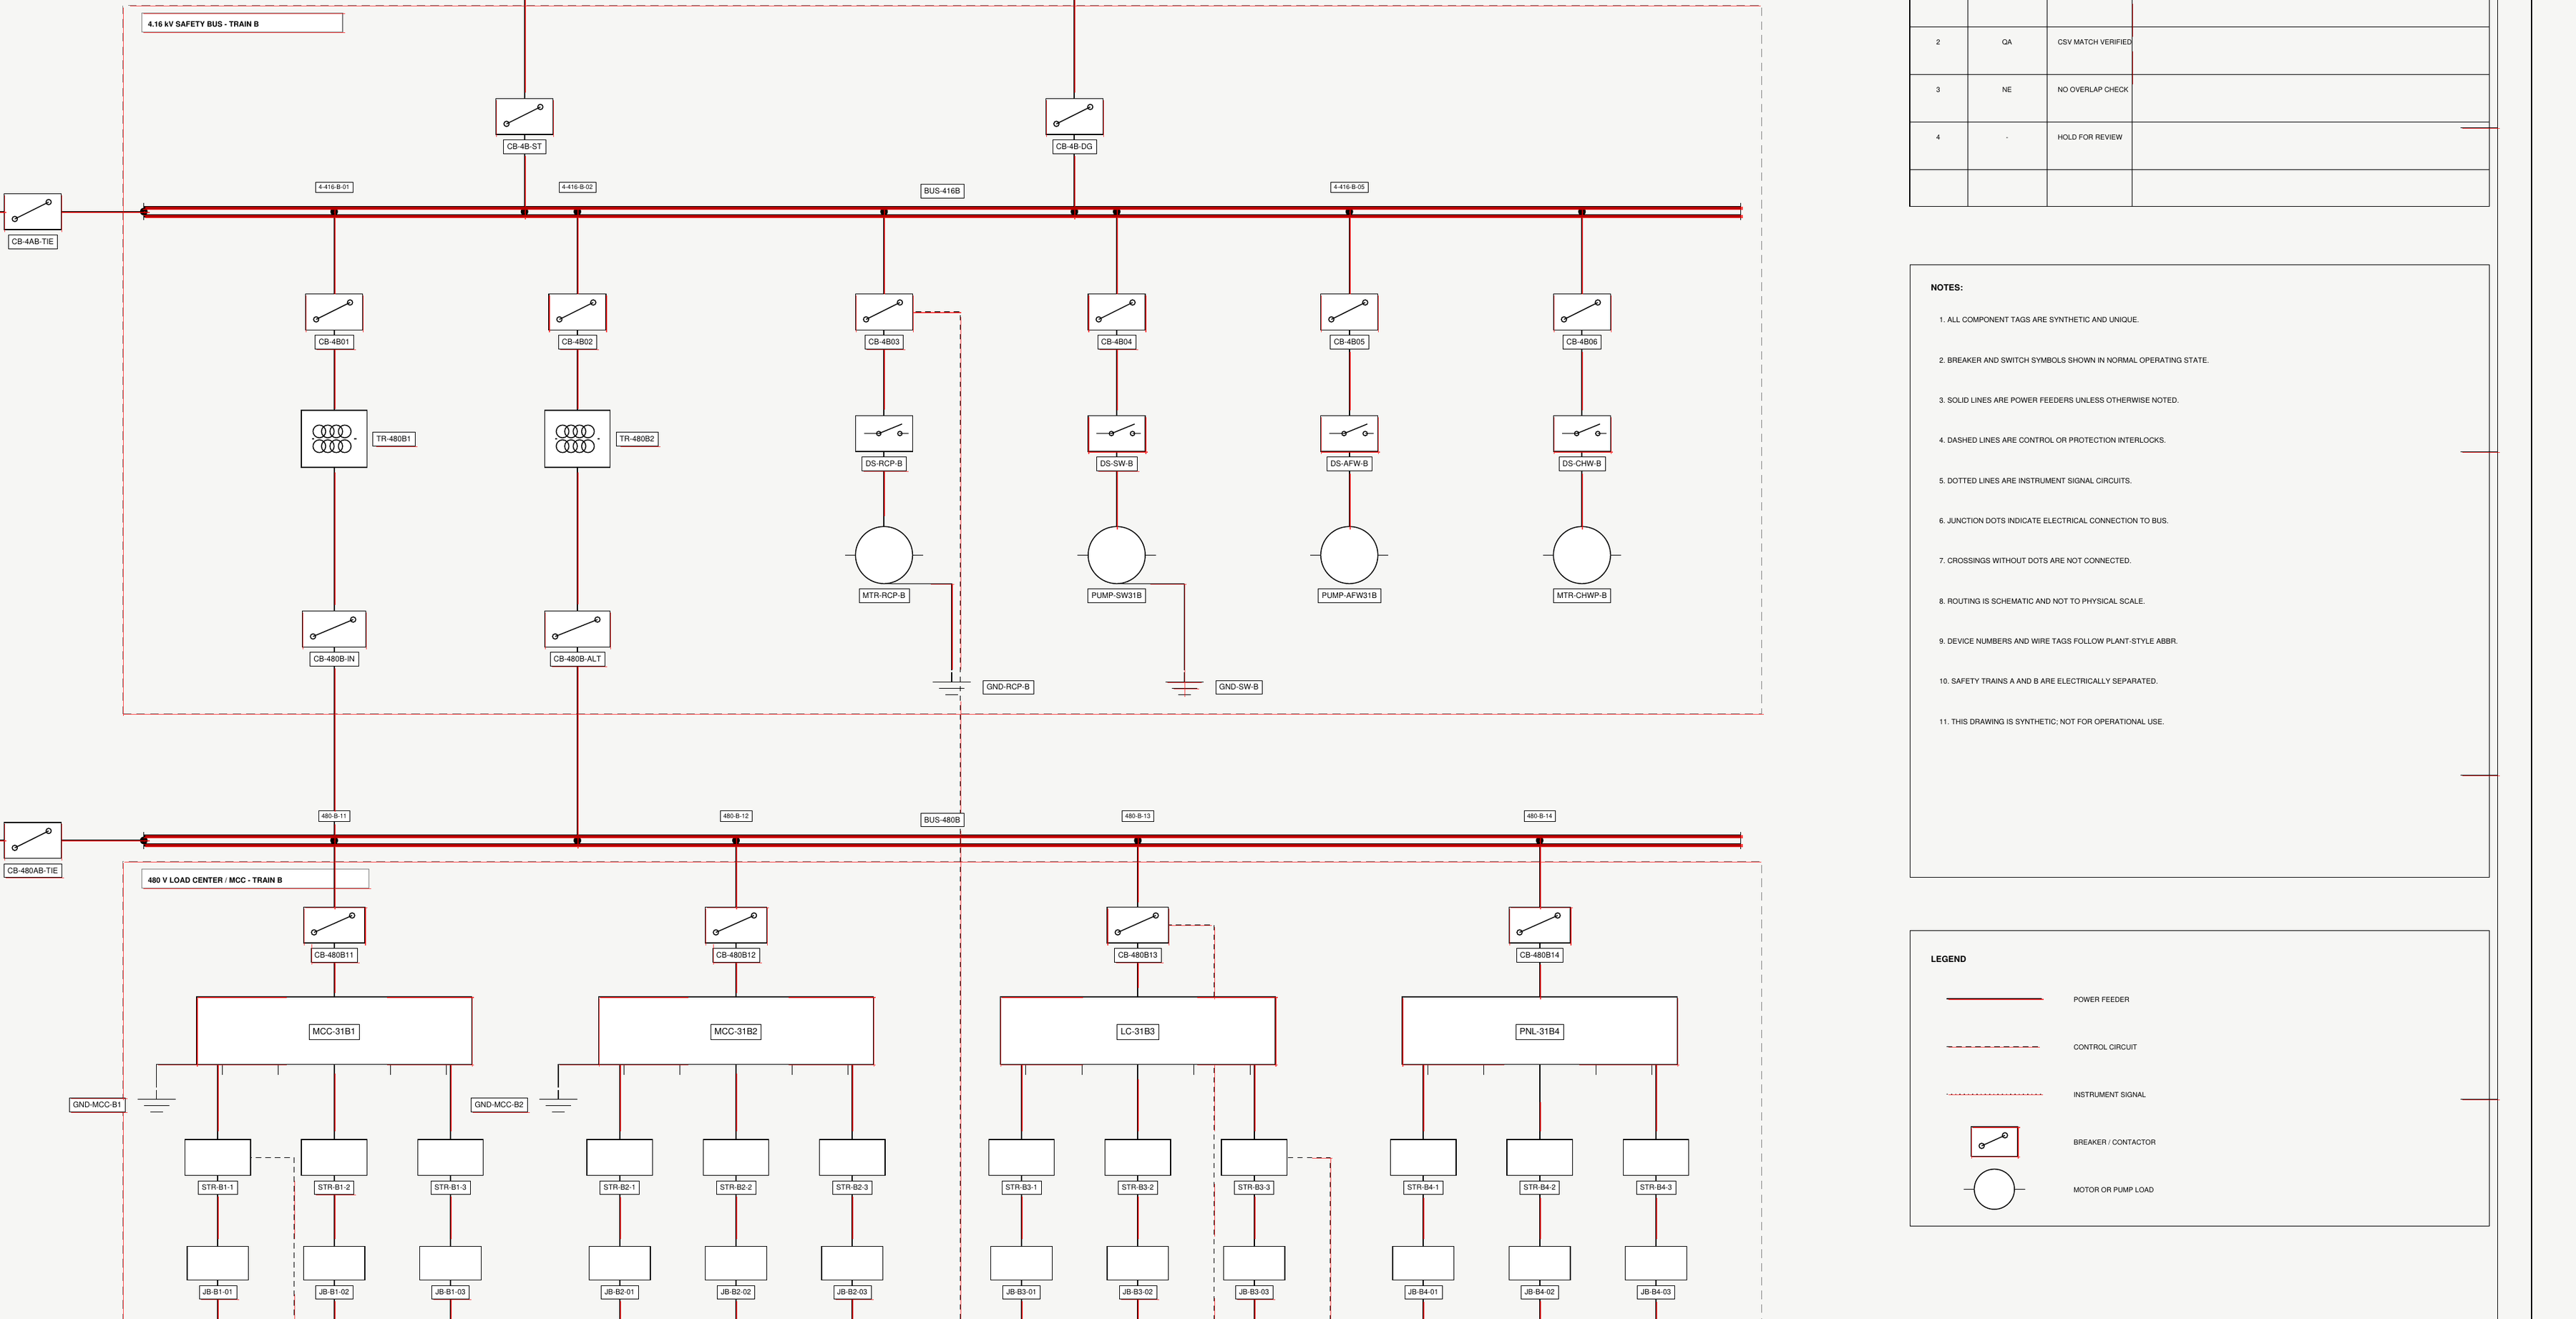 4.16 kV SAFETY BUS - TRAIN B
CB-4B-ST
CB-4B-DG
4-416-B-01
4-416-B-02
BUS-416B
4-416-B-05
CB-4AB-TIE
CB-4B01
CB-4B02
CB-4B03
CB-4B04
CB-4B05
CB-4B06
TR-480B1
TR-480B2
DS-RCP-B
DS-SW-B
DS-AFW-B
DS-CHW-B
MTR-RCP-B
PUMP-SW31B
PUMP-AFW31B
MTR-CHWP-B
CB-480B-IN
CB-480B-ALT
GND-RCP-B
GND-SW-B
480-B-11
480-B-12
BUS-480B
480-B-13
480-B-14
CB-480AB-TIE
480 V LOAD CENTER / MCC - TRAIN B
CB-480B11
CB-480B12
CB-480B13
CB-480B14
MCC-31B1
MCC-31B2
LC-31B3
PNL-31B4
GND-MCC-B1
GND-MCC-B2
STR-B1-1
STR-B1-2
STR-B1-3
STR-B2-1
STR-B2-2
STR-B2-3
STR-B3-1
STR-B3-2
STR-B3-3
STR-B4-1
STR-B4-2
STR-B4-3
JB-B1-01
JB-B1-02
JB-B1-03
JB-B2-01
JB-B2-02
JB-B2-03
JB-B3-01
JB-B3-02
JB-B3-03
JB-B4-01
JB-B4-02
JB-B4-03
2 QA CSV MATCH VERIFIED
3 NE NO OVERLAP CHECK
4 - HOLD FOR REVIEW
NOTES:
1. ALL COMPONENT TAGS ARE SYNTHETIC AND UNIQUE.
2. BREAKER AND SWITCH SYMBOLS SHOWN IN NORMAL OPERATING STATE.
3. SOLID LINES ARE POWER FEEDERS UNLESS OTHERWISE NOTED.
4. DASHED LINES ARE CONTROL OR PROTECTION INTERLOCKS.
5. DOTTED LINES ARE INSTRUMENT SIGNAL CIRCUITS.
6. JUNCTION DOTS INDICATE ELECTRICAL CONNECTION TO BUS.
7. CROSSINGS WITHOUT DOTS ARE NOT CONNECTED.
8. ROUTING IS SCHEMATIC AND NOT TO PHYSICAL SCALE.
9. DEVICE NUMBERS AND WIRE TAGS FOLLOW PLANT-STYLE ABBR.
10. SAFETY TRAINS A AND B ARE ELECTRICALLY SEPARATED.
11. THIS DRAWING IS SYNTHETIC; NOT FOR OPERATIONAL USE.
LEGEND
POWER FEEDER
CONTROL CIRCUIT
INSTRUMENT SIGNAL
BREAKER / CONTACTOR
MOTOR OR PUMP LOAD